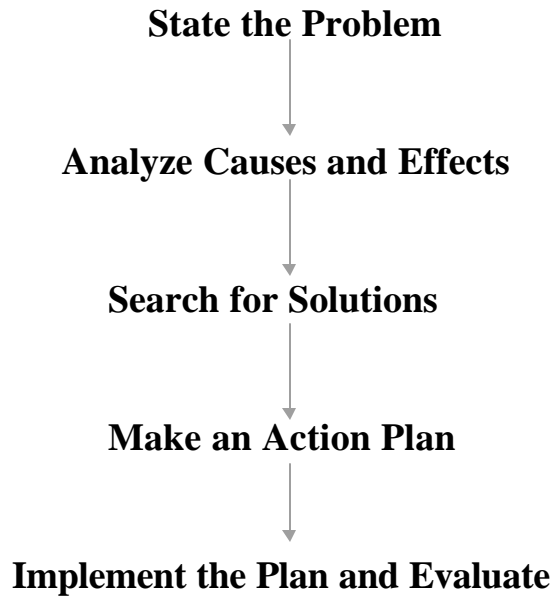 State the Problem
Analyze Causes and Effects
Search for Solutions
Make an Action Plan
Implement the Plan and Evaluate